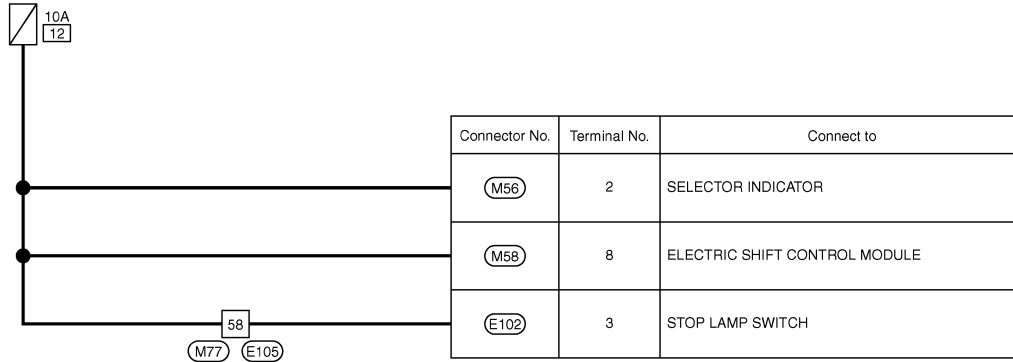 10A
12
Connector No. Terminal No. Connect to
M56 2 SELECTOR INDICATOR
M58 8 ELECTRIC SHIFT CONTROL MODULE
E102 3 STOP LAMP SWITCH
58
M77 E105